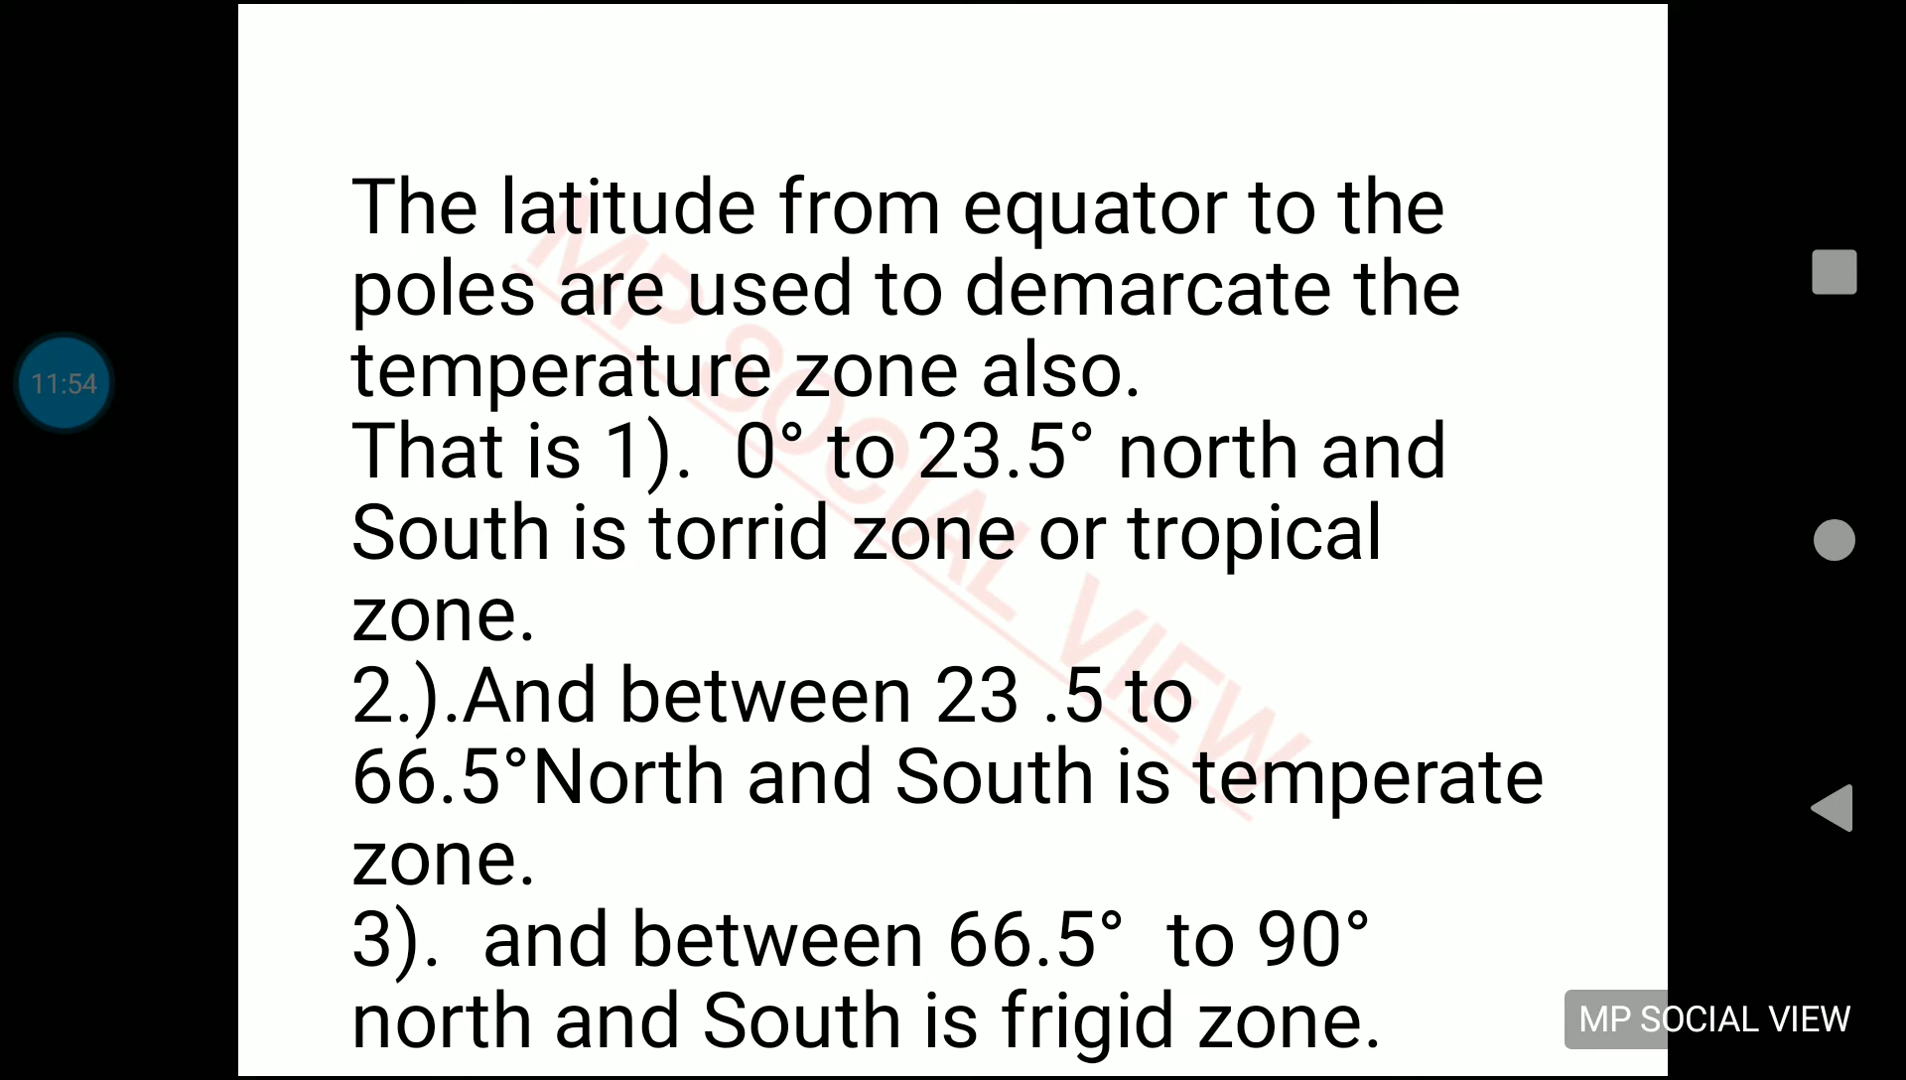 The latitude from equator to the
poles are used to demarcate the
temperature zone also.
That is 1).  0° to 23.5° north and
South is torrid zone or tropical
zone.
2.).And between 23 .5 to
66.5°North and South is temperate
zone.
3).  and between 66.5°  to 90°
north and South is frigid zone.
MP SOCIAL VIEW
11:54
MP SOCIAL VIEW